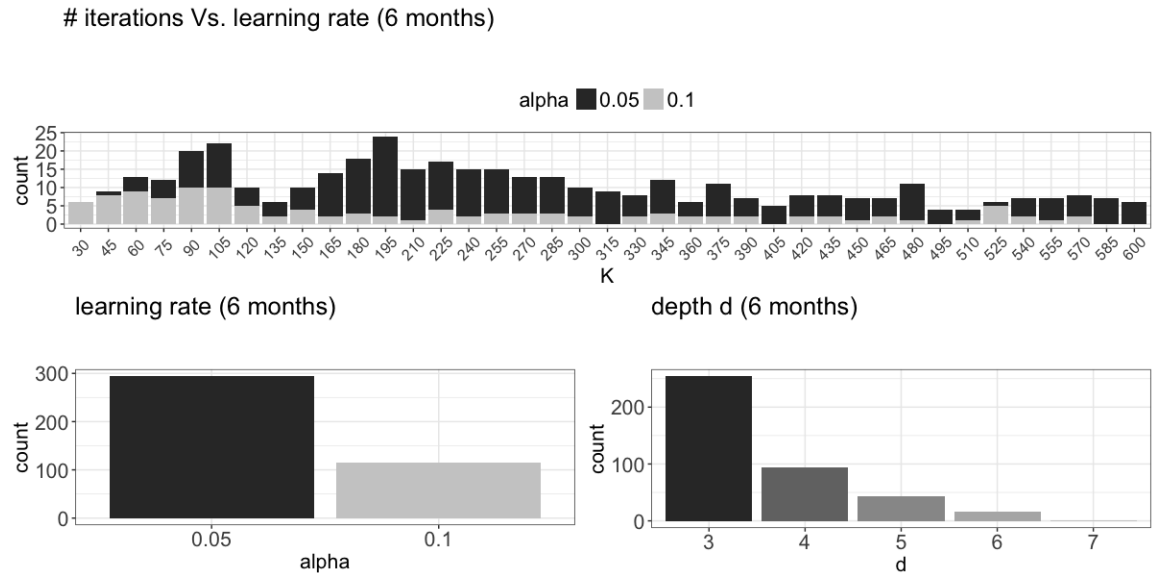 # iterations Vs. learning rate (6 months)
alpha 0.05 0.1
count
25
20
15
10
5
0
30 45 60 75 90 105 120 135 150 165 180 195 210 225 240 255 270 285 300 315 330 345 360 375 390 405 420 435 450 465 480 495 510 525 540 555 570 585 600
K
learning rate (6 months)
count
300
200
100
0
0.05 0.1
alpha
depth d (6 months)
count
200
100
0
3 4 5 6 7
d